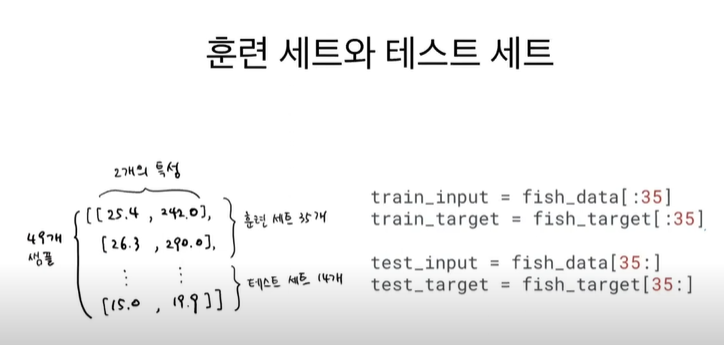 훈련 세트와 테스트 세트
2개의 특성
49개
샘플
[[25.4, 242.0],
[26.3, 290.0],
⋮ ⋮
[15.0, 19.9]]
훈련 세트 35개
테스트 세트 14개
train_input = fish_data[:35]
train_target = fish_target[:35]
test_input = fish_data[35:]
test_target = fish_target[35:]